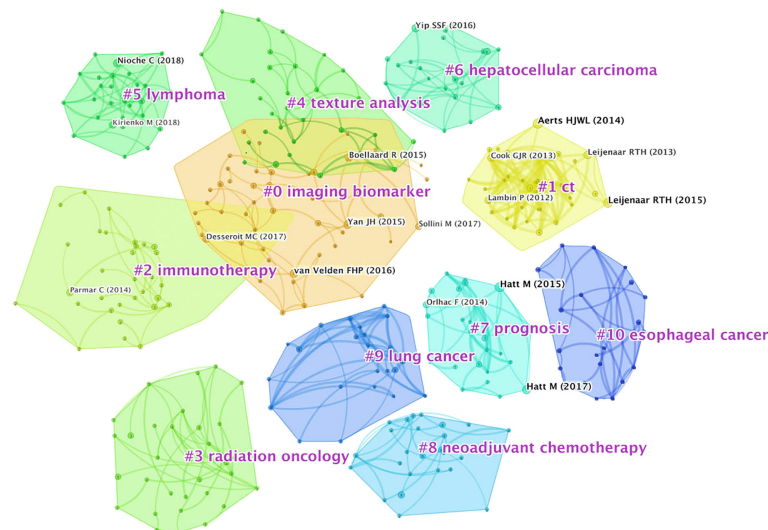 Yip SSF (2016)
Nioche C (2018)
#6 hepatocellular carcinoma
#5 lymphoma
#4 texture analysis
Kirienko M (2018)
Aerts HJWL (2014)
Boellaard R (2015)
Cook GJR (2013)
Leijenaar RTH (2013)
#0 imaging biomarker
#1 ct
Lambin P (2012)
Leijenaar RTH (2015)
Yan JH (2015)
Sollini M (2017)
Desseroit MC (2017)
#2 immunotherapy
van Velden FHP (2016)
Parmar C (2014)
Hatt M (2015)
Orlhac F (2014)
#7 prognosis
#10 esophageal cancer
#9 lung cancer
Hatt M (2017)
#3 radiation oncology
#8 neoadjuvant chemotherapy